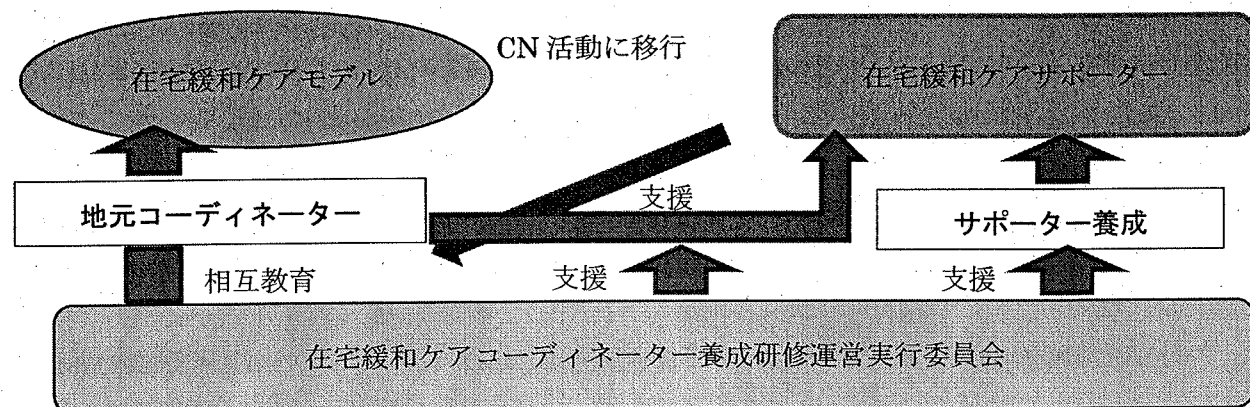 CN 活動に移行
在宅緩和ケアモデル
在宅緩和ケアサポーター
支援
地元コーディネーター
サポーター養成
相互教育
支援
支援
在宅緩和ケアコーディネーター養成研修運営実行委員会